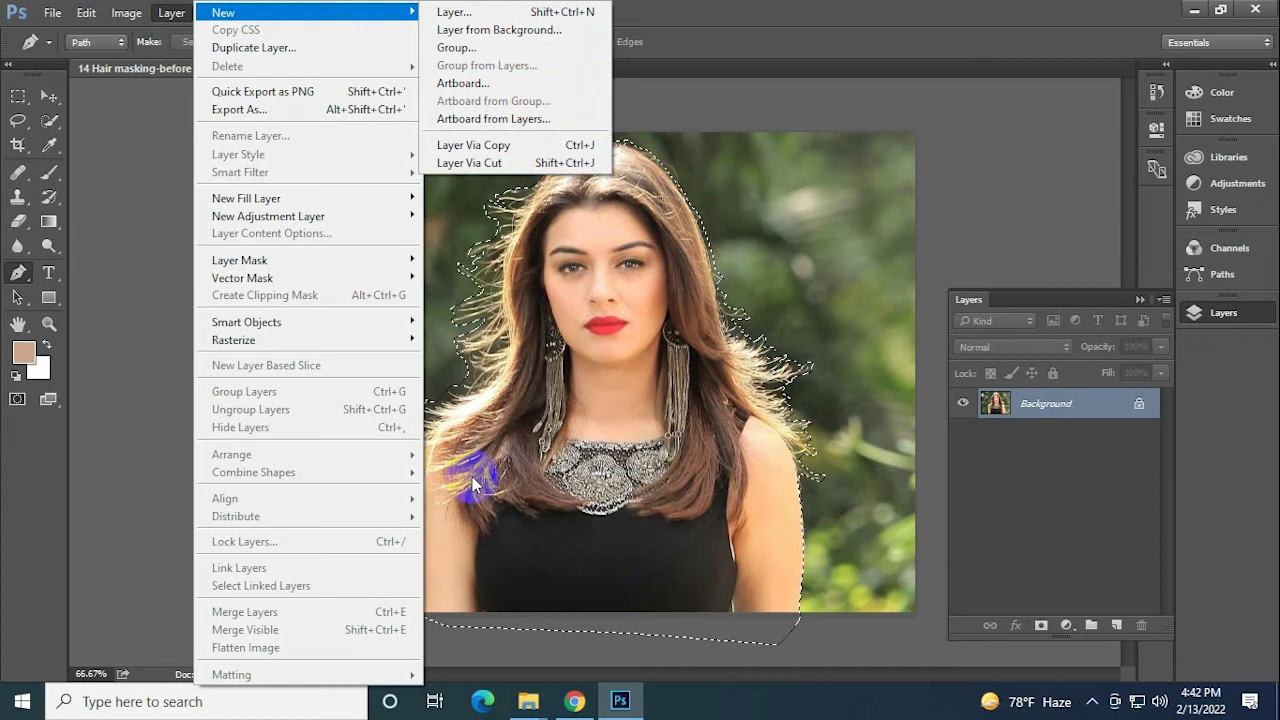 Ps File Edit Image Layer
Path Make: Edges Essentials
14 Hair masking-before
New
Copy CSS
Duplicate Layer...
Delete
Quick Export as PNG Shift+Ctrl+'
Export As... Alt+Shift+Ctrl+'
Rename Layer...
Layer Style
Smart Filter
New Fill Layer
New Adjustment Layer
Layer Content Options...
Layer Mask
Vector Mask
Create Clipping Mask Alt+Ctrl+G
Smart Objects
Rasterize
New Layer Based Slice
Group Layers Ctrl+G
Ungroup Layers Shift+Ctrl+G
Hide Layers Ctrl+,
Arrange
Combine Shapes
Align
Distribute
Lock Layers... Ctrl+/
Link Layers
Select Linked Layers
Merge Layers Ctrl+E
Merge Visible Shift+Ctrl+E
Flatten Image
Matting
Layer... Shift+Ctrl+N
Layer from Background...
Group...
Group from Layers...
Artboard...
Artboard from Group...
Artboard from Layers...
Layer Via Copy Ctrl+J
Layer Via Cut Shift+Ctrl+J
Color
Swatches
Libraries
Adjustments
Styles
Channels
Paths
Layers
Layers
Kind
Normal Opacity: 100%
Lock: Fill: 100%
Background
66.67% Doc:
Type here to search
Ps
78°F Haze
4:42 PM
2/13/2022